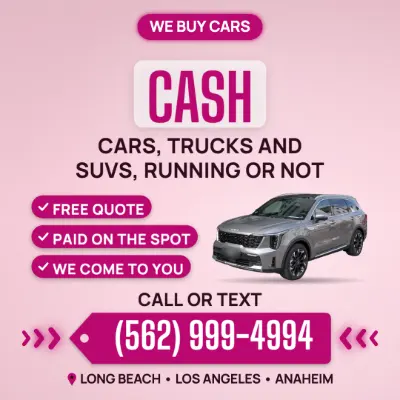 WE BUY CARS
CASH
CARS, TRUCKS AND
SUVS, RUNNING OR NOT
FREE QUOTE
PAID ON THE SPOT
WE COME TO YOU
CALL OR TEXT
(562) 999-4994
LONG BEACH • LOS ANGELES • ANAHEIM